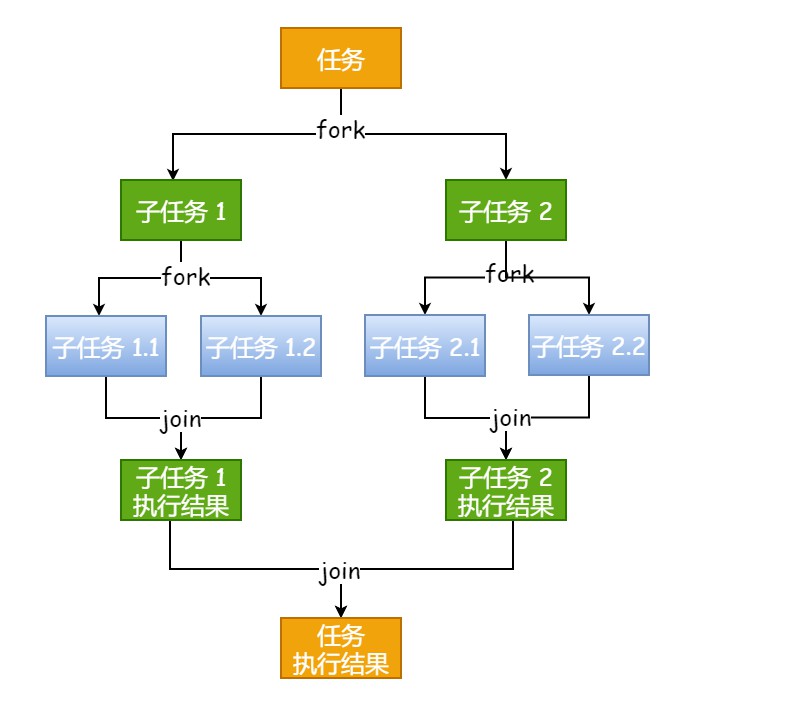 任务
fork
子任务 1
子任务 2
fork
fork
子任务 1.1
子任务 1.2
子任务 2.1
子任务 2.2
join
join
子任务 1
执行结果
子任务 2
执行结果
join
任务
执行结果